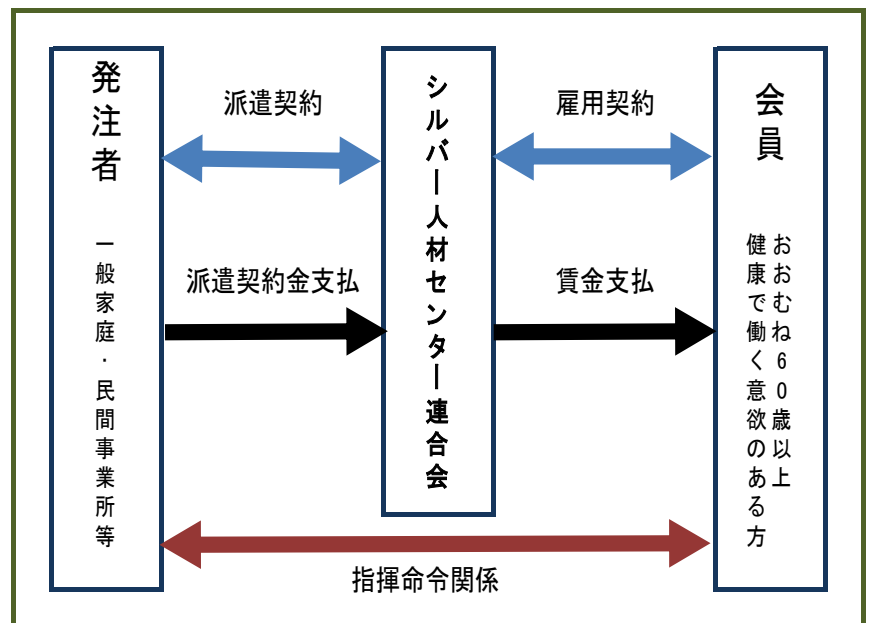 発注者
一般家庭・民間事業所等
派遣契約
派遣契約金支払
シルバー人材センター連合会
雇用契約
賃金支払
会員
おおむね60歳以上
健康で働く意欲のある方
指揮命令関係